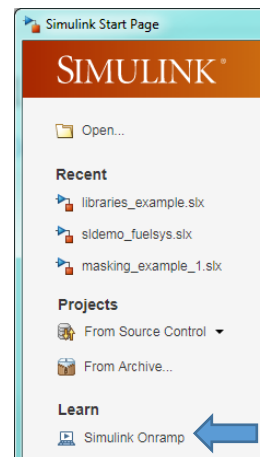 Simulink Start Page
SIMULINK®
Open...
Recent
libraries_example.slx
sldemo_fuelsys.slx
masking_example_1.slx
Projects
From Source Control
From Archive...
Learn
Simulink Onramp